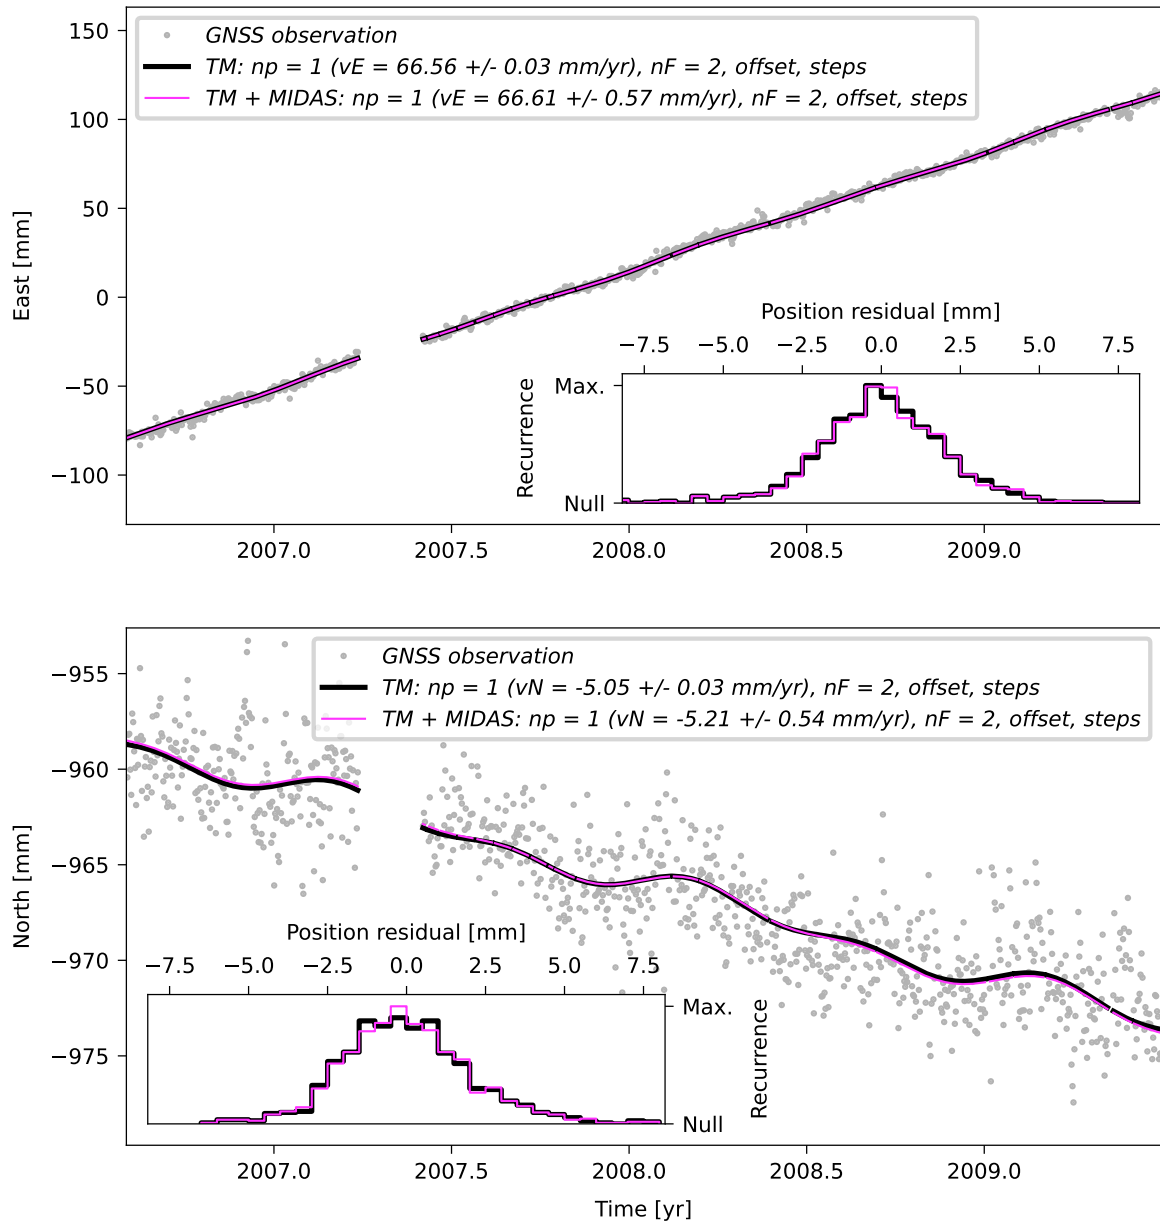 150
100
50
0
−50
−100
East [mm]
GNSS observation
TM: np = 1 (vE = 66.56 +/- 0.03 mm/yr), nF = 2, offset, steps
TM + MIDAS: np = 1 (vE = 66.61 +/- 0.57 mm/yr), nF = 2, offset, steps
Position residual [mm]
−7.5 −5.0 −2.5 0.0 2.5 5.0 7.5
Max.
Recurrence
Null
2007.0 2007.5 2008.0 2008.5 2009.0
−955
−960
−965
−970
−975
North [mm]
GNSS observation
TM: np = 1 (vN = -5.05 +/- 0.03 mm/yr), nF = 2, offset, steps
TM + MIDAS: np = 1 (vN = -5.21 +/- 0.54 mm/yr), nF = 2, offset, steps
Position residual [mm]
−7.5 −5.0 −2.5 0.0 2.5 5.0 7.5
Max.
Recurrence
Null
2007.0 2007.5 2008.0 2008.5 2009.0
Time [yr]